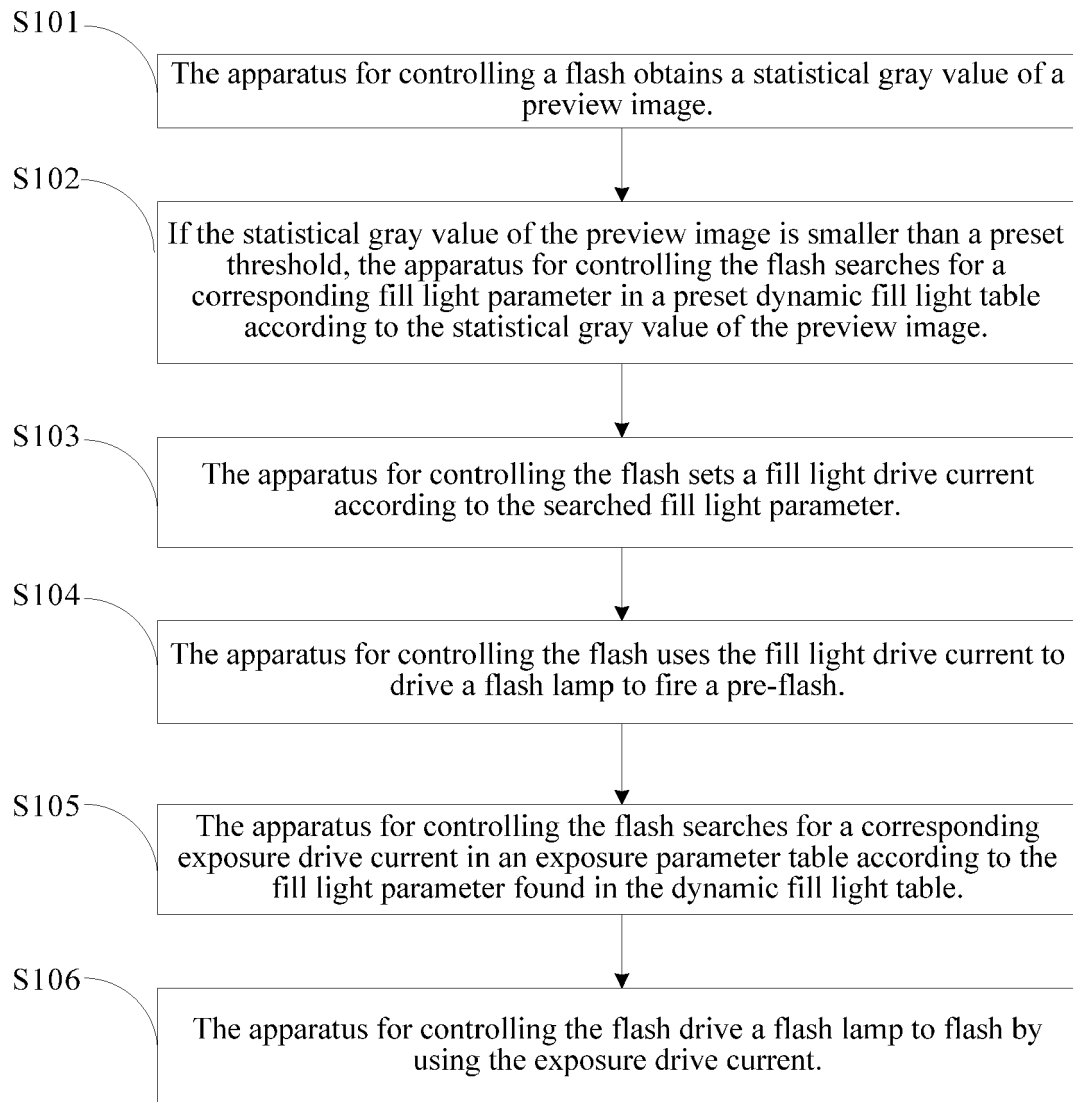 S101
The apparatus for controlling a flash obtains a statistical gray value of a
preview image.
S102
If the statistical gray value of the preview image is smaller than a preset
threshold, the apparatus for controlling the flash searches for a
corresponding fill light parameter in a preset dynamic fill light table
according to the statistical gray value of the preview image.
S103
The apparatus for controlling the flash sets a fill light drive current
according to the searched fill light parameter.
S104
The apparatus for controlling the flash uses the fill light drive current to
drive a flash lamp to fire a pre-flash.
S105
The apparatus for controlling the flash searches for a corresponding
exposure drive current in an exposure parameter table according to the
fill light parameter found in the dynamic fill light table.
S106
The apparatus for controlling the flash drive a flash lamp to flash by
using the exposure drive current.